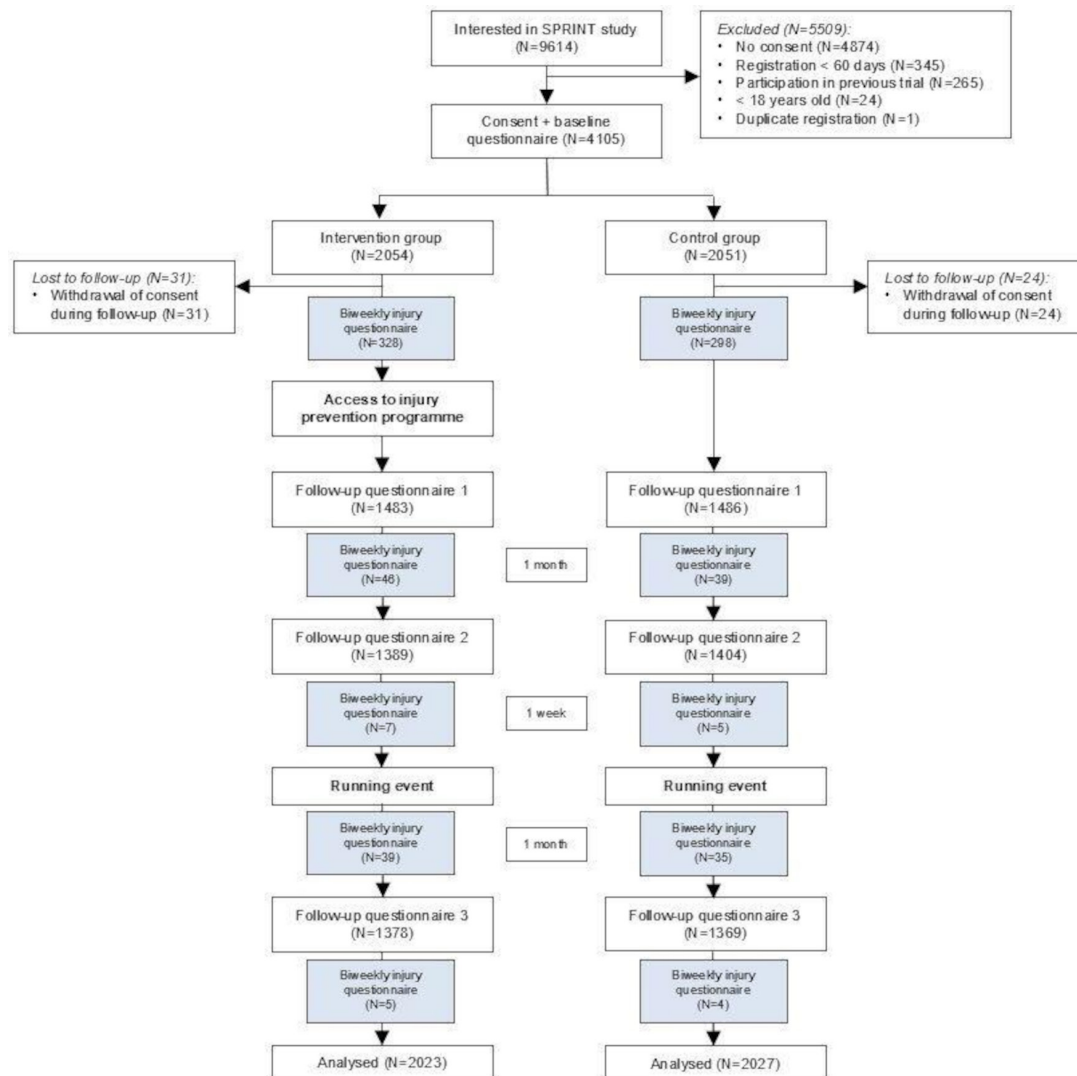 Interested in SPRINT study
(N=9614)
Excluded (N=5509):
• No consent (N=4874)
• Registration < 60 days (N=345)
• Participation in previous trial (N=265)
• < 18 years old (N=24)
• Duplicate registration (N=1)
Consent + baseline
questionnaire (N=4105)
Intervention group
(N=2054)
Control group
(N=2051)
Lost to follow-up (N=31):
• Withdrawal of consent
during follow-up (N=31)
Lost to follow-up (N=24):
• Withdrawal of consent
during follow-up (N=24)
Biweekly injury
questionnaire
(N=328)
Biweekly injury
questionnaire
(N=298)
Access to injury
prevention programme
Follow-up questionnaire 1
(N=1483)
Follow-up questionnaire 1
(N=1486)
Biweekly injury
questionnaire
(N=46)
1 month
Biweekly injury
questionnaire
(N=39)
Follow-up questionnaire 2
(N=1389)
Follow-up questionnaire 2
(N=1404)
Biweekly injury
questionnaire
(N=7)
1 week
Biweekly injury
questionnaire
(N=5)
Running event
Running event
Biweekly injury
questionnaire
(N=39)
1 month
Biweekly injury
questionnaire
(N=35)
Follow-up questionnaire 3
(N=1378)
Follow-up questionnaire 3
(N=1369)
Biweekly injury
questionnaire
(N=5)
Biweekly injury
questionnaire
(N=4)
Analysed (N=2023)
Analysed (N=2027)